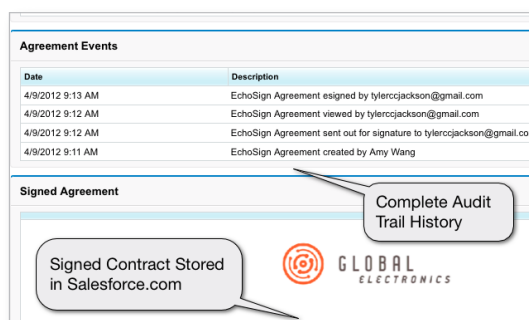 Agreement Events
Date Description
4/9/2012 9:13 AM EchoSign Agreement esigned by tylerccjackson@gmail.com
4/9/2012 9:12 AM EchoSign Agreement viewed by tylerccjackson@gmail.com
4/9/2012 9:12 AM EchoSign Agreement sent out for signature to tylerccjackson@gmail.co
4/9/2012 9:11 AM EchoSign Agreement created by Amy Wang
Signed Agreement
Complete Audit
Trail History
Signed Contract Stored
in Salesforce.com
GLOBAL
ELECTRONICS